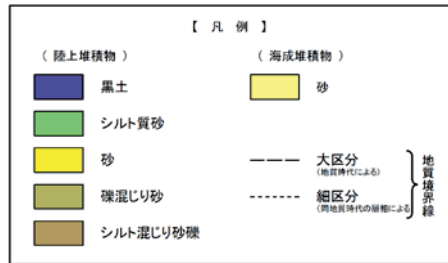 【 凡 例 】
（ 陸上堆積物 ）
黒土
シルト質砂
砂
礫混じり砂
シルト混じり砂礫
（ 海成堆積物 ）
砂
大区分
(地質時代による)
細区分
(同地質時代の層相による
地質境界線